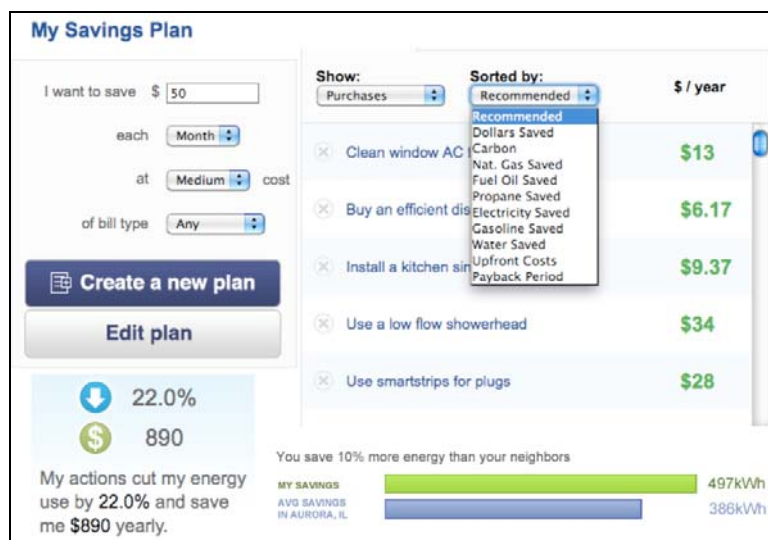 My Savings Plan
I want to save $ 50
each Month
at Medium cost
of bill type Any
Create a new plan
Edit plan
22.0%
890
My actions cut my energy
use by 22.0% and save
me $890 yearly.
Show: Sorted by: $ / year
Purchases Recommended
Recommended
Dollars Saved
Carbon
Nat. Gas Saved
Fuel Oil Saved
Propane Saved
Electricity Saved
Gasoline Saved
Water Saved
Upfront Costs
Payback Period
Clean window AC $13
Buy an efficient $6.17
Install a kitchen $9.37
Use a low flow showerhead $34
Use smartstrips for plugs $28
You save 10% more energy than your neighbors
MY SAVINGS 497kWh
AVG SAVINGS
IN AURORA, IL 386kWh